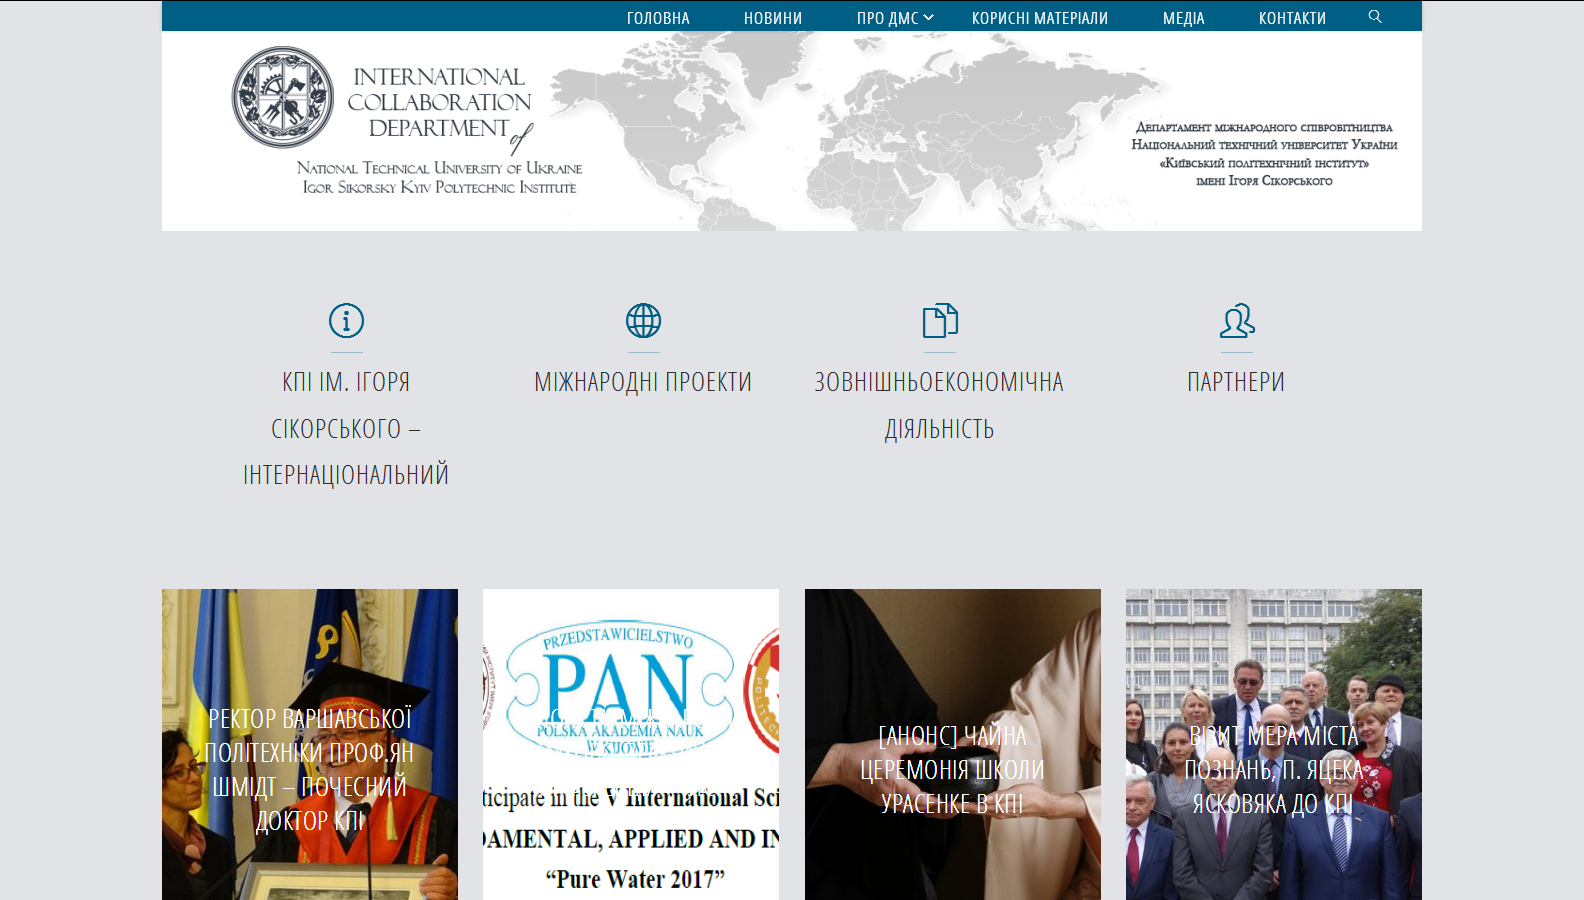 ГОЛОВНА НОВИНИ ПРО ДМС КОРИСНІ МАТЕРІАЛИ МЕДІА КОНТАКТИ
INTERNATIONAL
COLLABORATION
DEPARTMENT of
NATIONAL TECHNICAL UNIVERSITY OF UKRAINE
IGOR SIKORSKY KYIV POLYTECHNIC INSTITUTE
ДЕПАРТАМЕНТ МІЖНАРОДНОГО СПІВРОБІТНИЦТВА
НАЦІОНАЛЬНИЙ ТЕХНІЧНИЙ УНІВЕРСИТЕТ УКРАЇНИ
«КИЇВСЬКИЙ ПОЛІТЕХНІЧНИЙ ІНСТИТУТ»
ІМЕНІ ІГОРЯ СІКОРСЬКОГО
КПІ ІМ. ІГОРЯ
СІКОРСЬКОГО –
ІНТЕРНАЦІОНАЛЬНИЙ
МІЖНАРОДНІ ПРОЕКТИ
ЗОВНІШНЬОЕКОНОМІЧНА
ДІЯЛЬНІСТЬ
ПАРТНЕРИ
РЕКТОР ВАРШАВСЬКОЇ
ПОЛІТЕХНІКИ ПРОФ.ЯН
ШМІДТ – ПОЧЕСНИЙ
ДОКТОР КПІ
PRZEDSTAWICIELSTWO
PAN
POLSKA AKADEMIA NAUK
W KIJOWIE
ticipate in the V International Sci
DAMENTAL, APPLIED AND IN
“Pure Water 2017”
[АНОНС] ЧАЙНА
ЦЕРЕМОНІЯ ШКОЛИ
УРАСЕНКЕ В КПІ
ВІЗИТ МЕРА МІСТА
ПОЗНАНЬ, П. ЯЦЕКА
ЯСКОВЯКА ДО КПІ